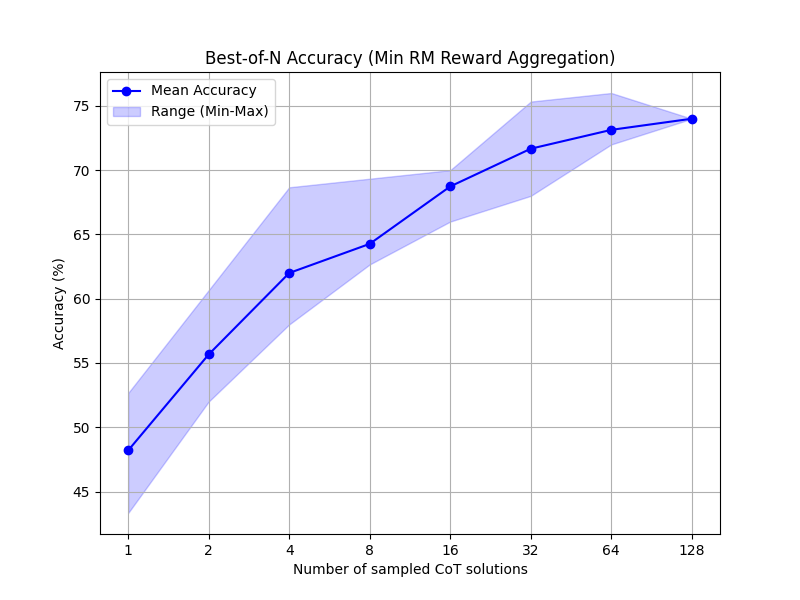 Best-of-N Accuracy (Min RM Reward Aggregation)
Mean Accuracy
Range (Min-Max)
Accuracy (%)
75
70
65
60
55
50
45
1 2 4 8 16 32 64 128
Number of sampled CoT solutions